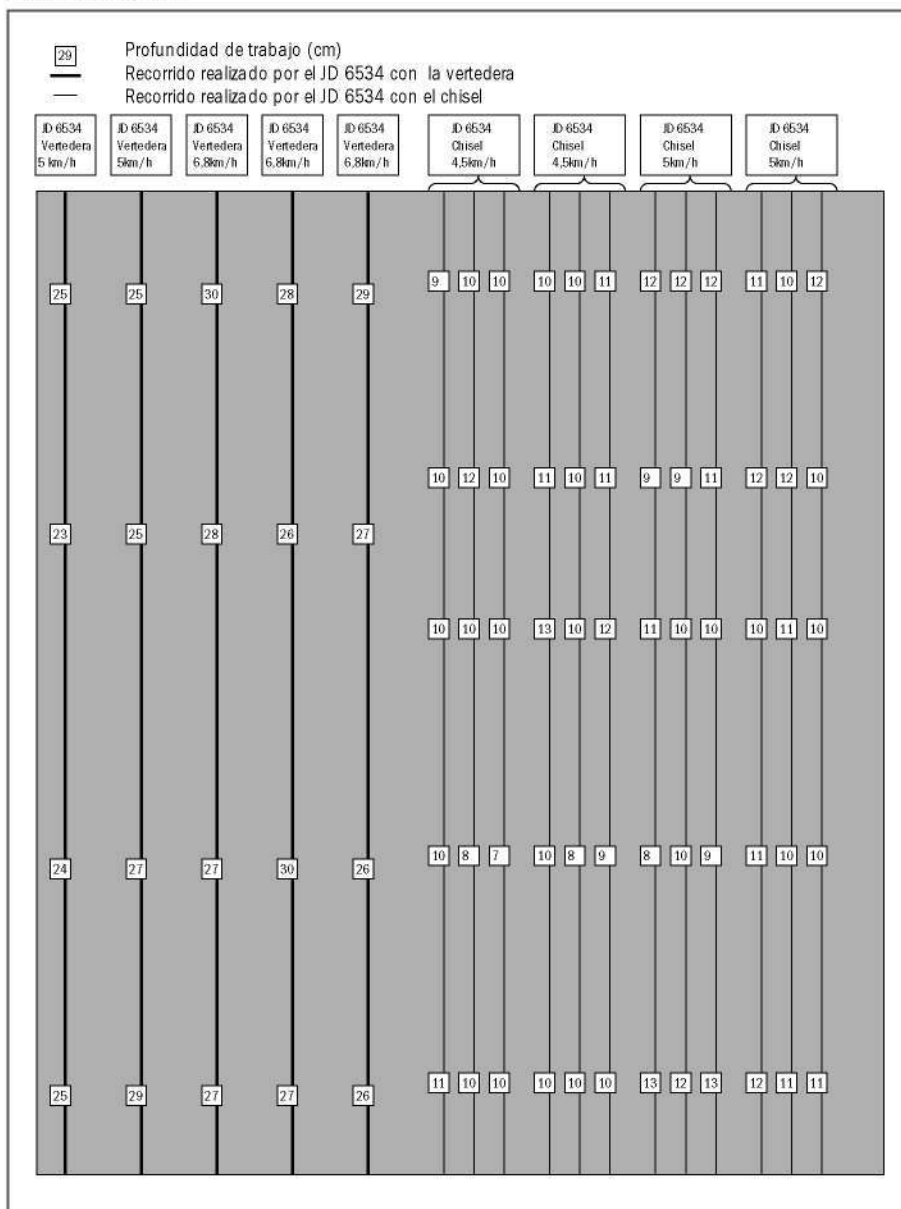 29 Profundidad de trabajo (cm)
Recorrido realizado por el JD 6534 con la vertedera
Recorrido realizado por el JD 6534 con el chisel
JD 6534
Vertedera
5 km/h
JD 6534
Vertedera
5km/h
JD 6534
Vertedera
6,8km/h
JD 6534
Vertedera
6,8km/h
JD 6534
Vertedera
6,8km/h
JD 6534
Chisel
4,5km/h
JD 6534
Chisel
4,5km/h
JD 6534
Chisel
5km/h
JD 6534
Chisel
5km/h
25 25 30 28 29 9 10 10 10 10 11 12 12 12 11 10 12
10 12 10 11 10 11 9 9 11 12 12 10
23 25 28 26 27
10 10 10 13 10 12 11 10 10 10 11 10
24 27 27 30 26 10 8 7 10 8 9 8 10 9 11 10 10
25 29 27 27 26 11 10 10 10 10 10 13 12 13 12 11 11